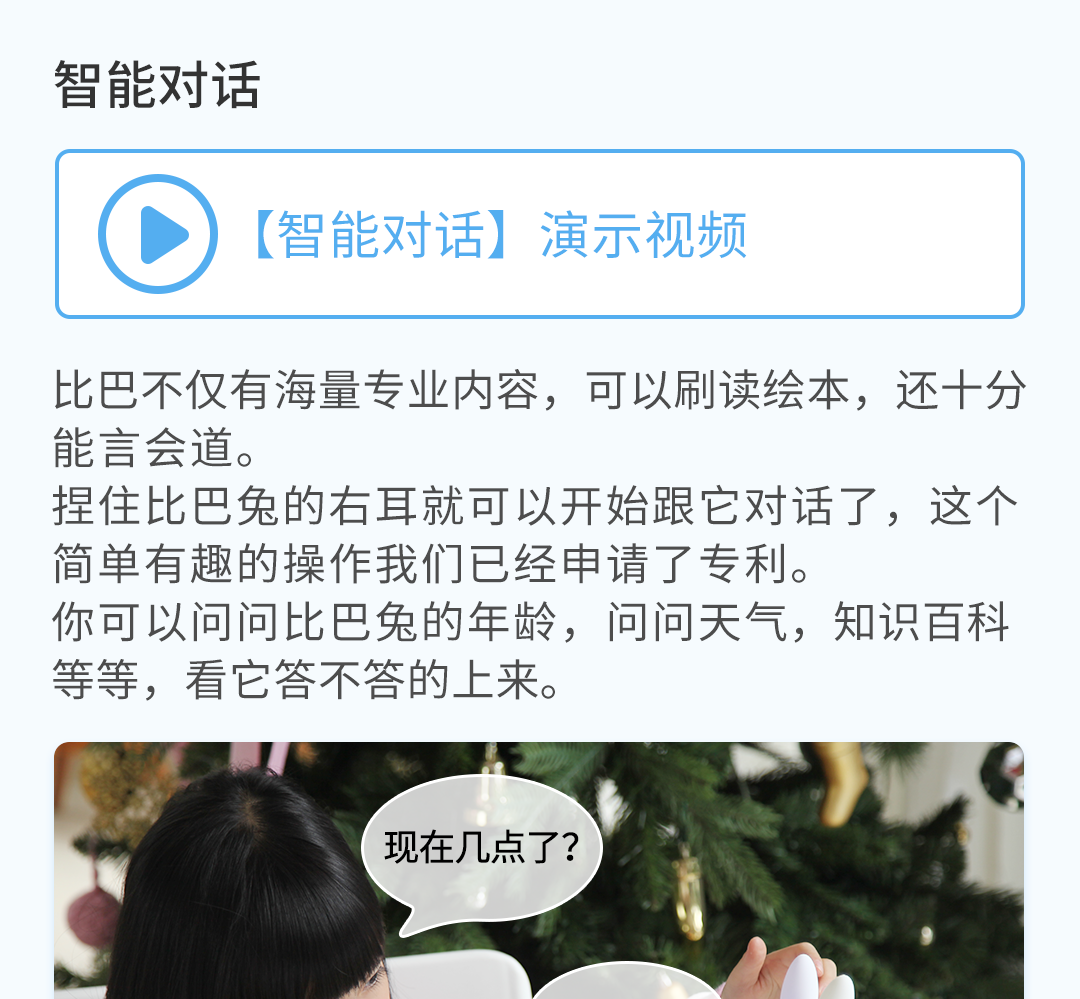 智能对话
【智能对话】演示视频
比巴不仅有海量专业内容，可以刷读绘本，还十分
能言会道。
捏住比巴兔的右耳就可以开始跟它对话了，这个
简单有趣的操作我们已经申请了专利。
你可以问问比巴兔的年龄，问问天气，知识百科
等等，看它答不答的上来。
现在几点了？